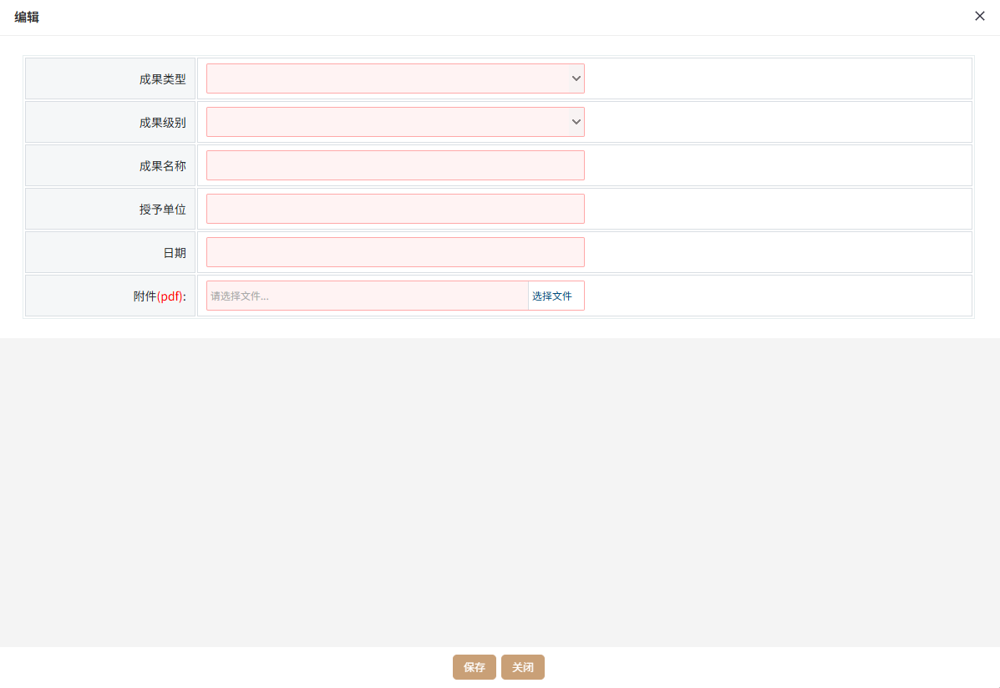 编辑
成果类型
成果级别
成果名称
授予单位
日期
附件(pdf):
请选择文件... 选择文件
保存 关闭